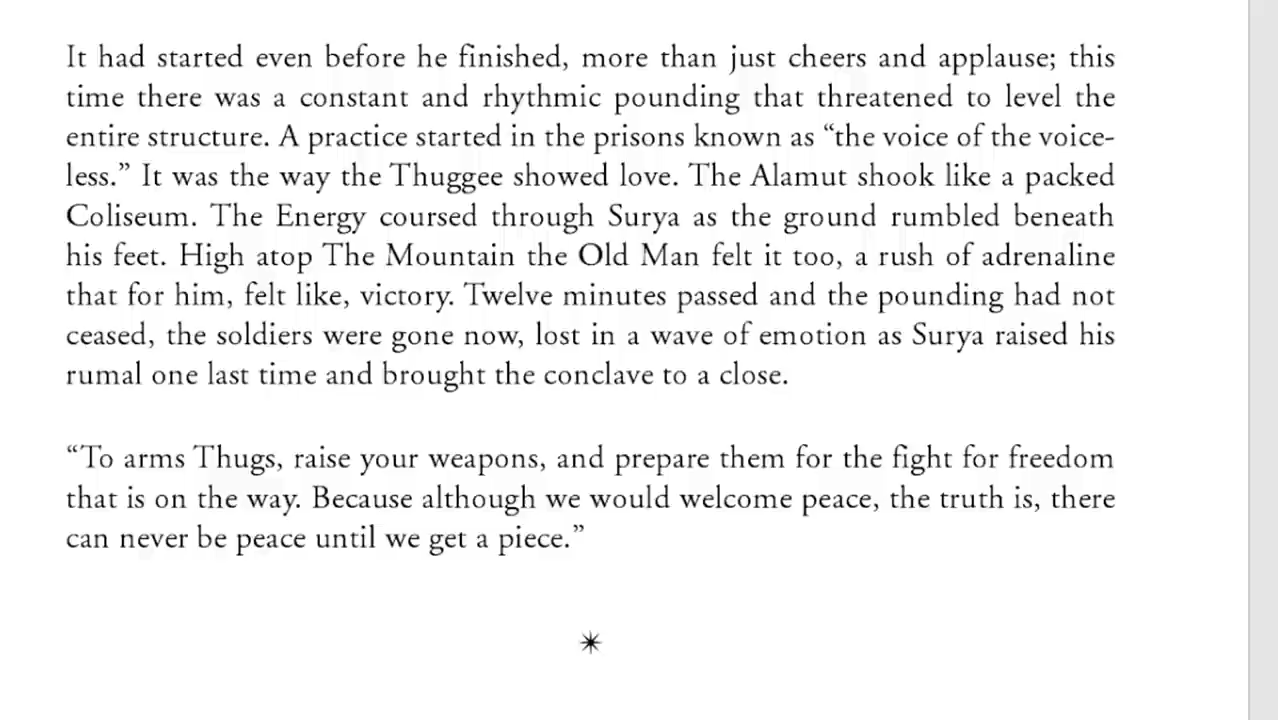 It had started even before he finished, more than just cheers and applause; this
time there was a constant and rhythmic pounding that threatened to level the
entire structure. A practice started in the prisons known as “the voice of the voice-
less.” It was the way the Thuggee showed love. The Alamut shook like a packed
Coliseum. The Energy coursed through Surya as the ground rumbled beneath
his feet. High atop The Mountain the Old Man felt it too, a rush of adrenaline
that for him, felt like, victory. Twelve minutes passed and the pounding had not
ceased, the soldiers were gone now, lost in a wave of emotion as Surya raised his
rumal one last time and brought the conclave to a close.
“To arms Thugs, raise your weapons, and prepare them for the fight for freedom
that is on the way. Because although we would welcome peace, the truth is, there
can never be peace until we get a piece.”